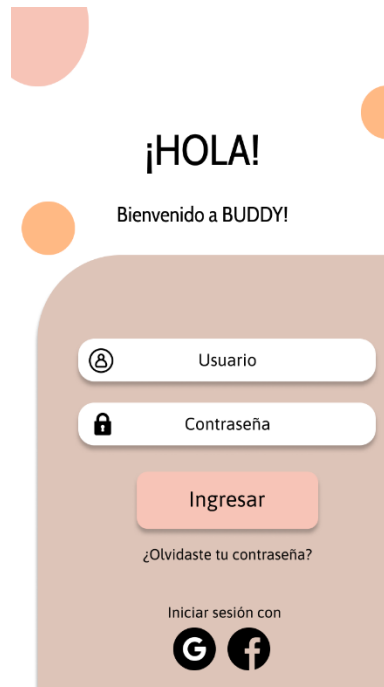 ¡HOLA!
Bienvenido a BUDDY!
Usuario
Contraseña
Ingresar
¿Olvidaste tu contraseña?
Iniciar sesión con
G f